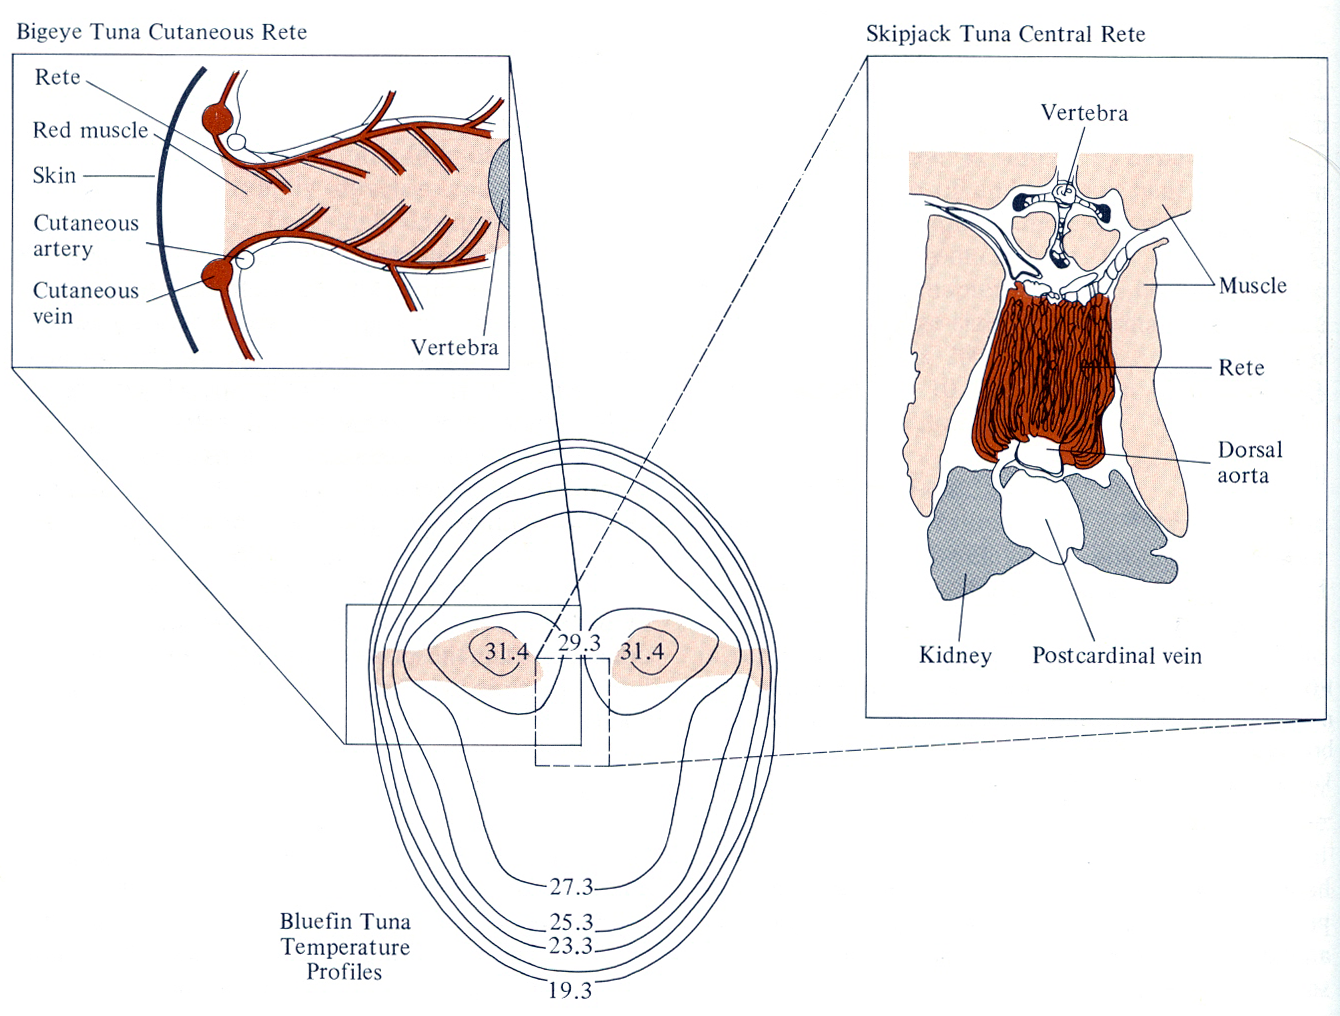 Bigeye Tuna Cutaneous Rete
Rete
Red muscle
Skin
Cutaneous
artery
Cutaneous
vein
Vertebra
Skipjack Tuna Central Rete
Vertebra
Muscle
Rete
Dorsal
aorta
Kidney
Postcardinal vein
29.3
31.4
31.4
27.3
25.3
23.3
19.3
Bluefin Tuna
Temperature
Profiles